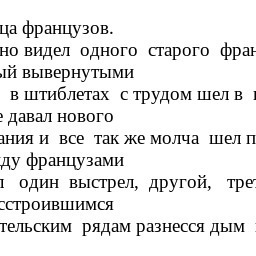 ца французов.
но видел одного старого фран
ый вывернутыми
в штиблетах с трудом шел в
е давал нового
ания и все так же молча шел п
ду французами
один выстрел, другой, трет
сстроившимся
тельским рядам разнесся дым